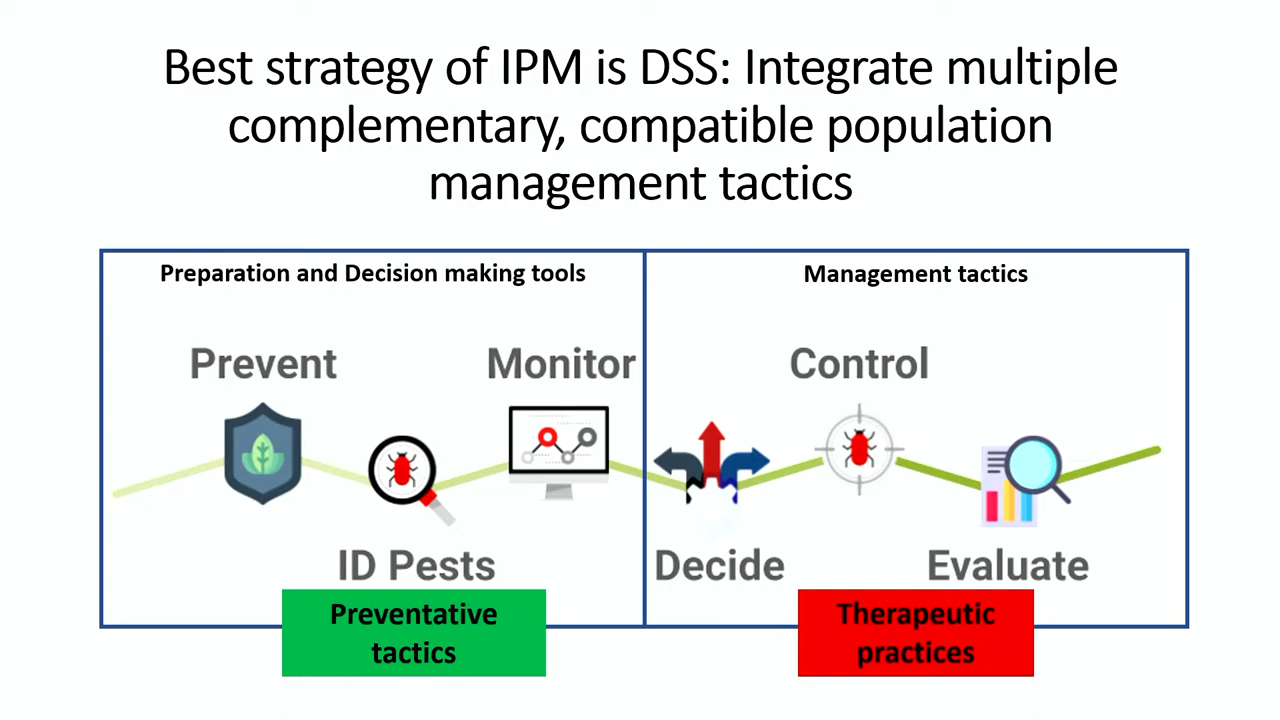 Best strategy of IPM is DSS: Integrate multiple
complementary, compatible population
management tactics
Preparation and Decision making tools
Management tactics
Prevent
Monitor
Control
ID Pests
Decide
Evaluate
Preventative
tactics
Therapeutic
practices